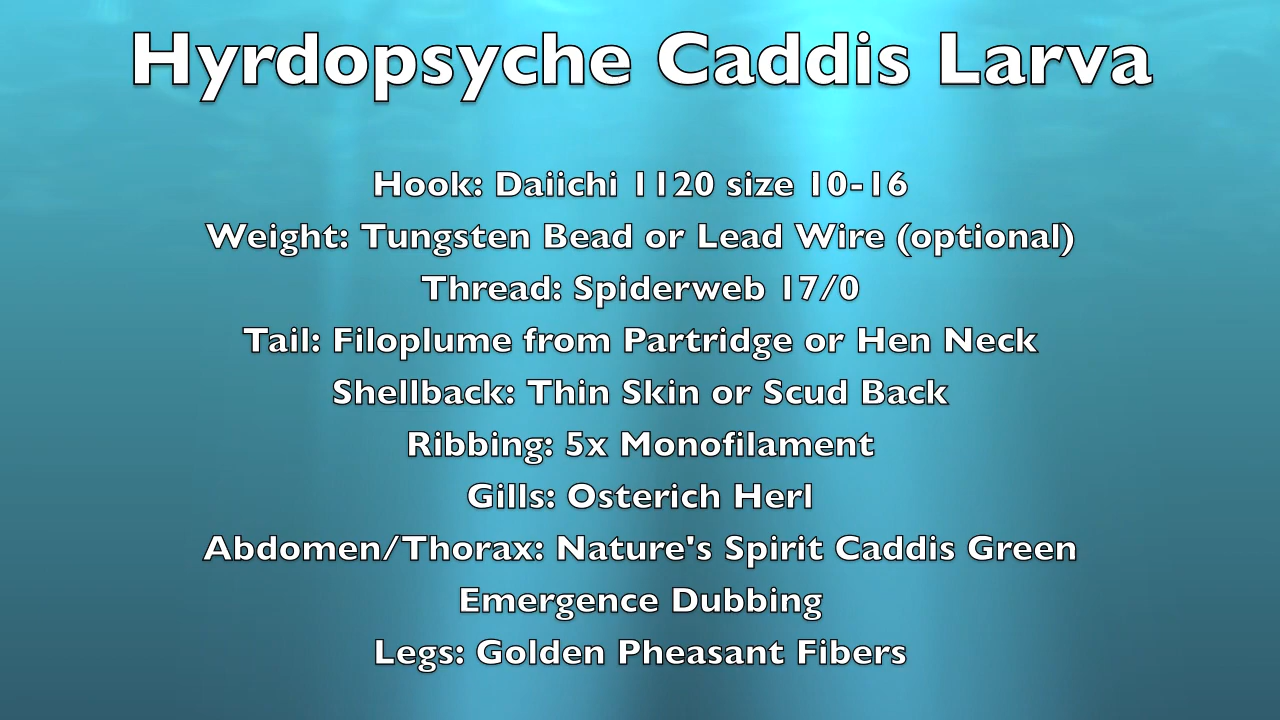 Hyrdopsyche Caddis Larva
Hook: Daiichi 1120 size 10-16
Weight: Tungsten Bead or Lead Wire (optional)
Thread: Spiderweb 17/0
Tail: Filoplume from Partridge or Hen Neck
Shellback: Thin Skin or Scud Back
Ribbing: 5x Monofilament
Gills: Osterich Herl
Abdomen/Thorax: Nature's Spirit Caddis Green
Emergence Dubbing
Legs: Golden Pheasant Fibers